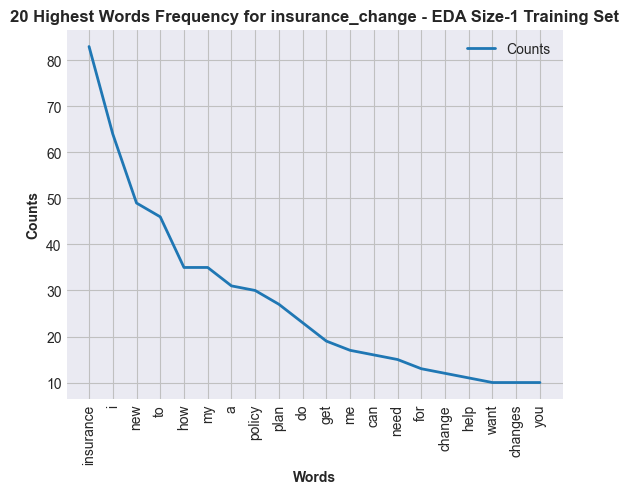 20 Highest Words Frequency for insurance_change - EDA Size-1 Training Set
Counts
Counts
80
70
60
50
40
30
20
10
insurance
i
new
to
how
my
a
policy
plan
do
get
me
can
need
for
change
help
want
changes
you
Words